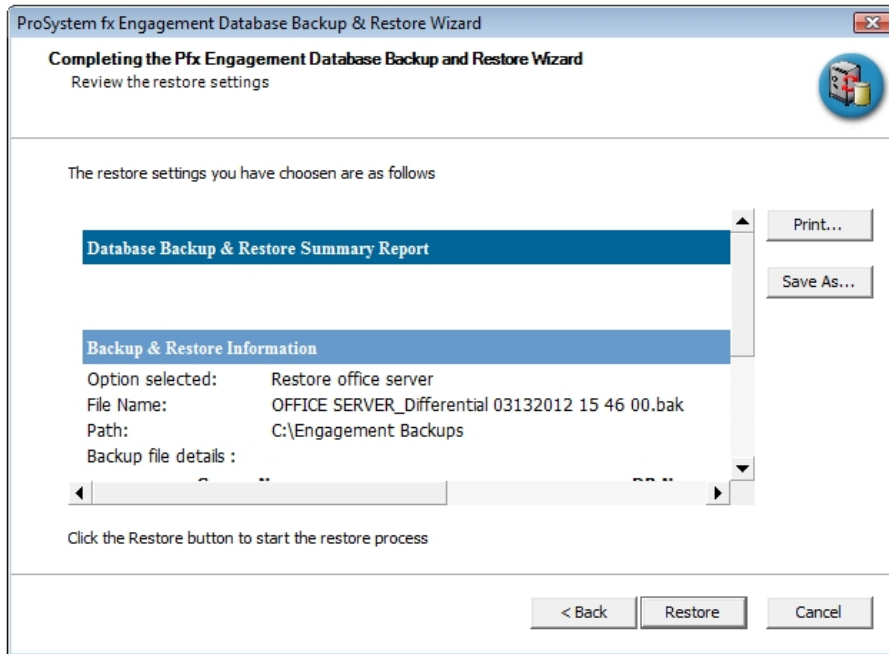 ProSystem fx Engagement Database Backup & Restore Wizard
Completing the Pfx Engagement Database Backup and Restore Wizard
Review the restore settings
The restore settings you have choosen are as follows
Print...
Database Backup & Restore Summary Report
Save As...
Backup & Restore Information
Option selected: Restore office server
File Name: OFFICE SERVER_Differential 03132012 15 46 00.bak
Path: C:\Engagement Backups
Backup file details :
Click the Restore button to start the restore process
< Back Restore Cancel